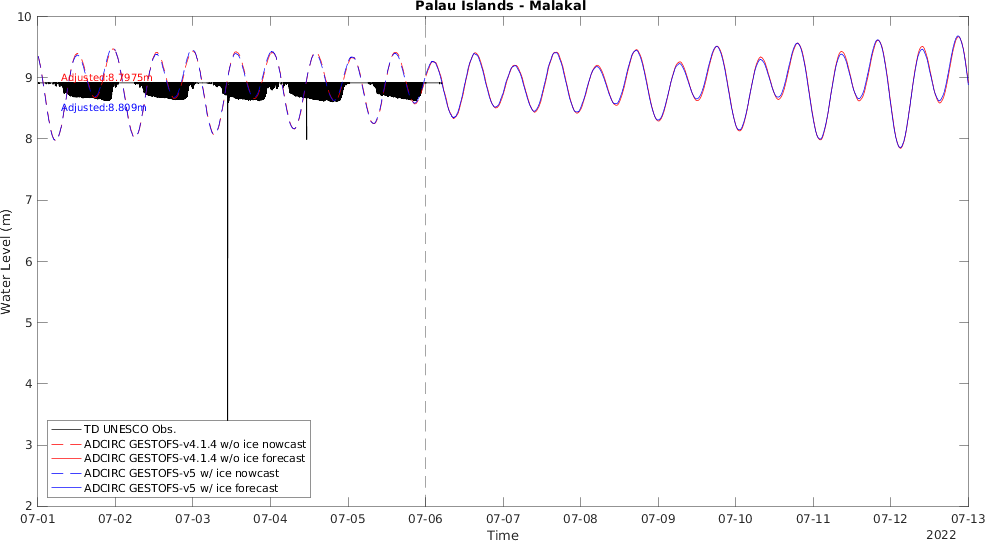 Palau Islands - Malakal
10
9
8
7
6
5
4
3
2
Water Level (m)
Adjusted:8.7975m
Adjusted:8.809m
TD UNESCO Obs.
ADCIRC GESTOFS-v4.1.4 w/o ice nowcast
ADCIRC GESTOFS-v4.1.4 w/o ice forecast
ADCIRC GESTOFS-v5 w/ ice nowcast
ADCIRC GESTOFS-v5 w/ ice forecast
07-01 07-02 07-03 07-04 07-05 07-06 07-07 07-08 07-09 07-10 07-11 07-12 07-13
Time
2022